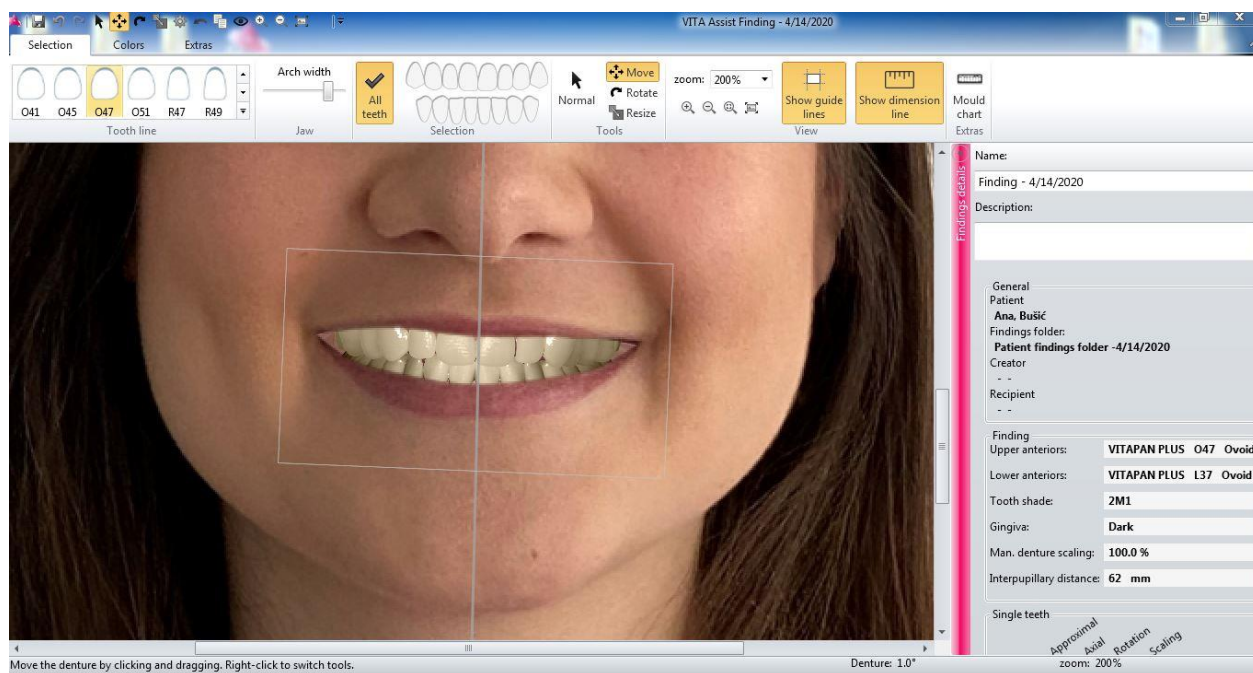 VITA Assist Finding - 4/14/2020
Selection Colors Extras
O41 O45 O47 O51 R47 R49
Tooth line
Arch width
Jaw
All teeth
Selection
Normal
Move
Rotate
Resize
Tools
zoom: 200%
Show guide lines
Show dimension line
View
Mould chart
Extras
Findings details
Name:
Finding - 4/14/2020
Description:
General
Patient
Ana, Bušić
Findings folder:
Patient findings folder -4/14/2020
Creator
- -
Recipient
- -
Finding
Upper anteriors: VITAPAN PLUS O47 Ovoid
Lower anteriors: VITAPAN PLUS L37 Ovoid
Tooth shade: 2M1
Gingiva: Dark
Man. denture scaling: 100.0 %
Interpupillary distance: 62 mm
Single teeth
Approximal Axial Rotation Scaling
Move the denture by clicking and dragging. Right-click to switch tools.
Denture: 1.0°
zoom: 200%